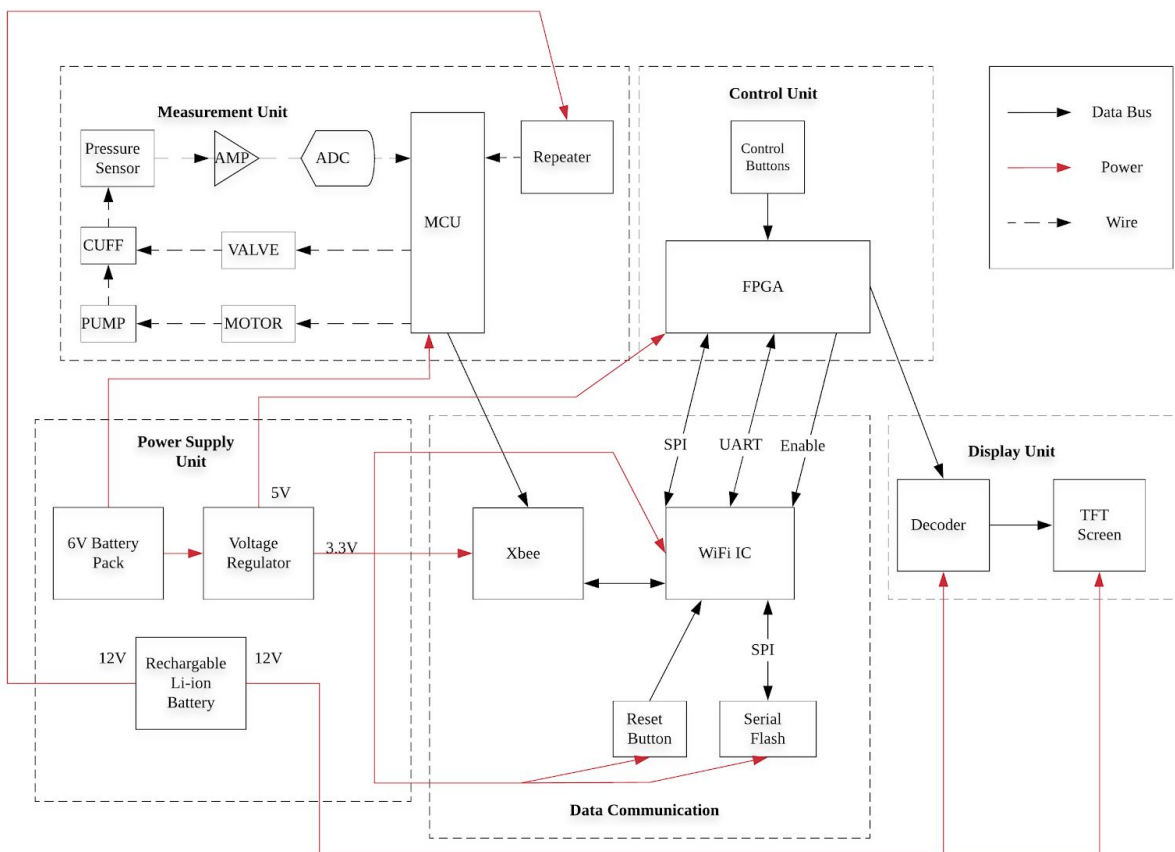 Measurement Unit
Pressure
Sensor
AMP
ADC
MCU
Repeater
CUFF
VALVE
PUMP
MOTOR
Control Unit
Control
Buttons
FPGA
Data Bus
Power
Wire
Power Supply
Unit
5V
6V Battery
Pack
Voltage
Regulator
3.3V
12V
Rechargable
Li-ion
Battery
12V
SPI
UART
Enable
Xbee
WiFi IC
SPI
Reset
Button
Serial
Flash
Data Communication
Display Unit
Decoder
TFT
Screen